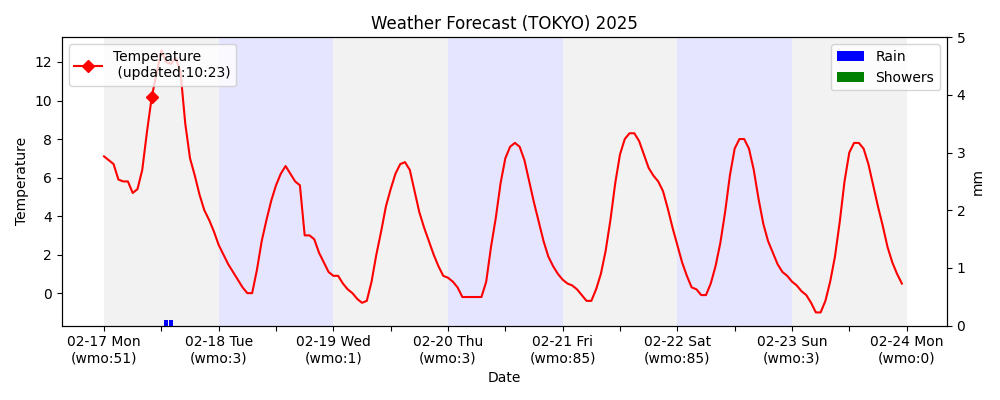 Weather Forecast (TOKYO) 2025
Temperature
(updated:10:23)
Rain
Showers
Temperature
12
10
8
6
4
2
0
5
4
3
2
1
0
mm
02-17 Mon
(wmo:51)
02-18 Tue
(wmo:3)
02-19 Wed
(wmo:1)
02-20 Thu
(wmo:3)
02-21 Fri
(wmo:85)
02-22 Sat
(wmo:85)
02-23 Sun
(wmo:3)
02-24 Mon
(wmo:0)
Date